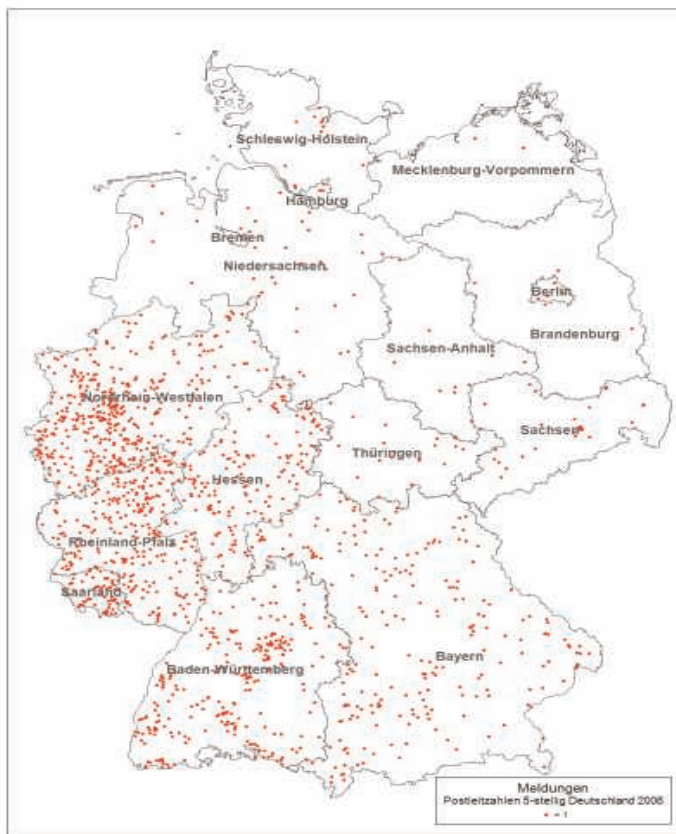 Schleswig-Holstein
Mecklenburg-Vorpommern
Hamburg
Bremen
Niedersachsen
Berlin
Brandenburg
Sachsen-Anhalt
Nordrhein-Westfalen
Sachsen
Thüringen
Hessen
Rheinland-Pfalz
Saarland
Bayern
Baden-Württemberg
Meldungen
Postleitzahlen 5-stellig Deutschland 2006
= 1